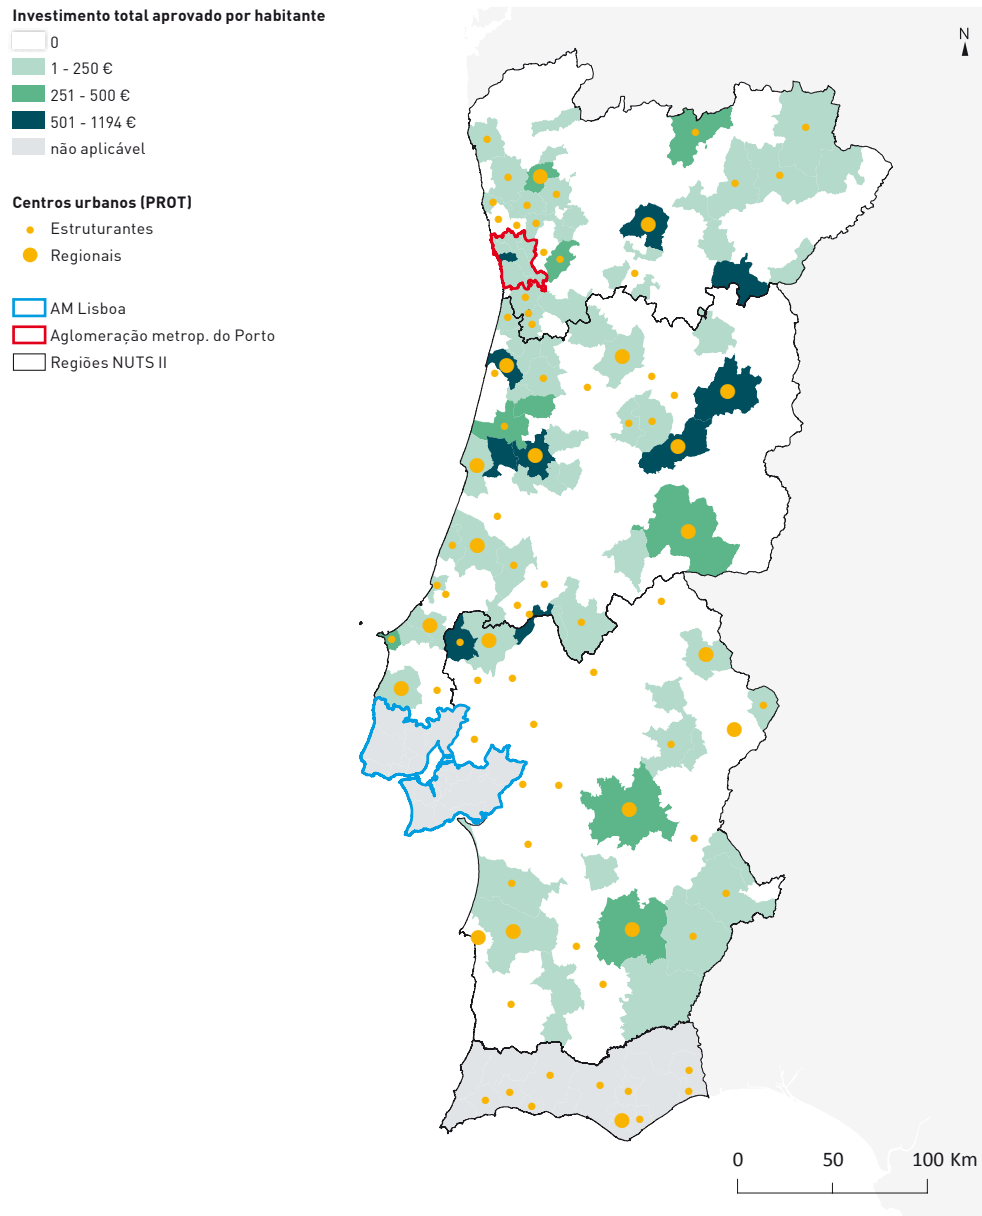 Investimento total aprovado por habitante
0
1 - 250 €
251 - 500 €
501 - 1194 €
não aplicável
Centros urbanos (PROT)
Estruturantes
Regionais
AM Lisboa
Aglomeração metrop. do Porto
Regiões NUTS II
N
0 50 100 Km